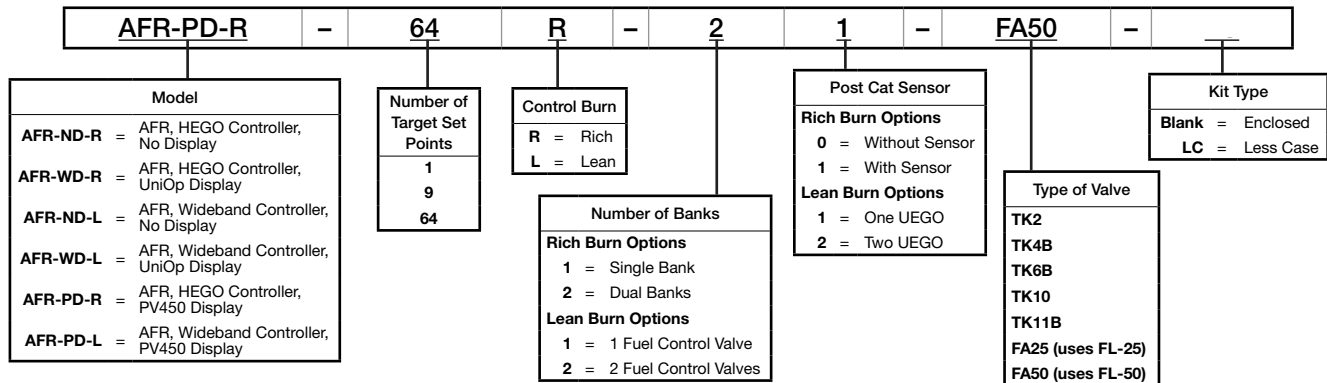 AFR-PD-R – 64 R – 2 1 – FA50 – _
Model
AFR-ND-R = AFR, HEGO Controller,
No Display
AFR-WD-R = AFR, HEGO Controller,
UniOp Display
AFR-ND-L = AFR, Wideband Controller,
No Display
AFR-WD-L = AFR, Wideband Controller,
UniOp Display
AFR-PD-R = AFR, HEGO Controller,
PV450 Display
AFR-PD-L = AFR, Wideband Controller,
PV450 Display
Number of
Target Set
Points
1
9
64
Control Burn
R = Rich
L = Lean
Number of Banks
Rich Burn Options
1 = Single Bank
2 = Dual Banks
Lean Burn Options
1 = 1 Fuel Control Valve
2 = 2 Fuel Control Valves
Post Cat Sensor
Rich Burn Options
0 = Without Sensor
1 = With Sensor
Lean Burn Options
1 = One UEGO
2 = Two UEGO
Type of Valve
TK2
TK4B
TK6B
TK10
TK11B
FA25 (uses FL-25)
FA50 (uses FL-50)
Kit Type
Blank = Enclosed
LC = Less Case